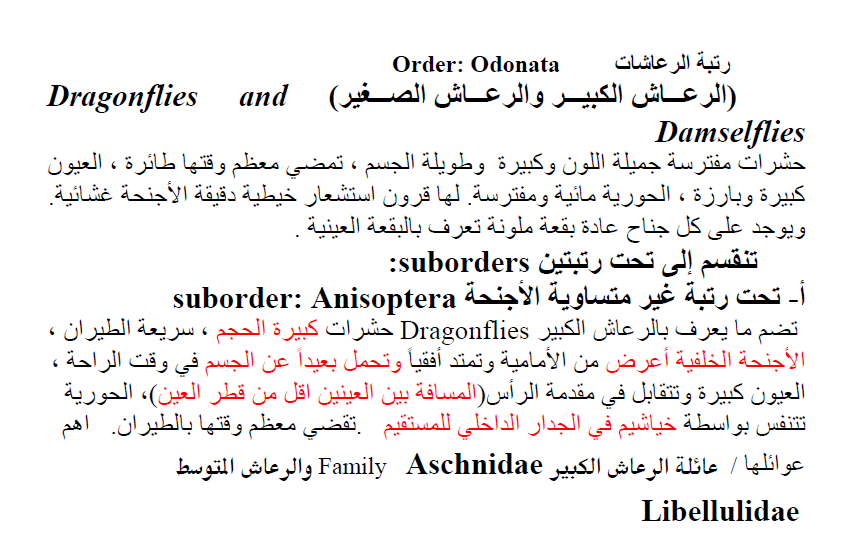 رتبة الرعاشات Order: Odonata
(الرعـــاش الكبيـــر والرعـــاش الصـــغير) Dragonflies and
Damselflies
حشرات مفترسة جميلة اللون وكبيرة وطويلة الجسم ، تمضي معظم وقتها طائرة ، العيون
كبيرة وبارزة ، الحورية مائية ومفترسة. لها قرون استشعار خيطية دقيقة الأجنحة غشائية.
ويوجد على كل جناح عادة بقعة ملونة تعرف بالبقعة العينية .
تنقسم إلى تحت رتبتين suborders:
أ- تحت رتبة غير متساوية الأجنحة suborder: Anisoptera
تضم ما يعرف بالرعاش الكبير Dragonflies حشرات كبيرة الحجم ، سريعة الطيران ،
الأجنحة الخلفية أعرض من الأمامية وتمتد أفقياً وتحمل بعيداً عن الجسم في وقت الراحة ،
العيون كبيرة وتتقابل في مقدمة الرأس(المسافة بين العينين اقل من قطر العين)، الحورية
تتنفس بواسطة خياشيم في الجدار الداخلي للمستقيم .تقضي معظم وقتها بالطيران. اهم
عوائلها / عائلة الرعاش الكبير Family Aschnidae والرعاش المتوسط
Libellulidae